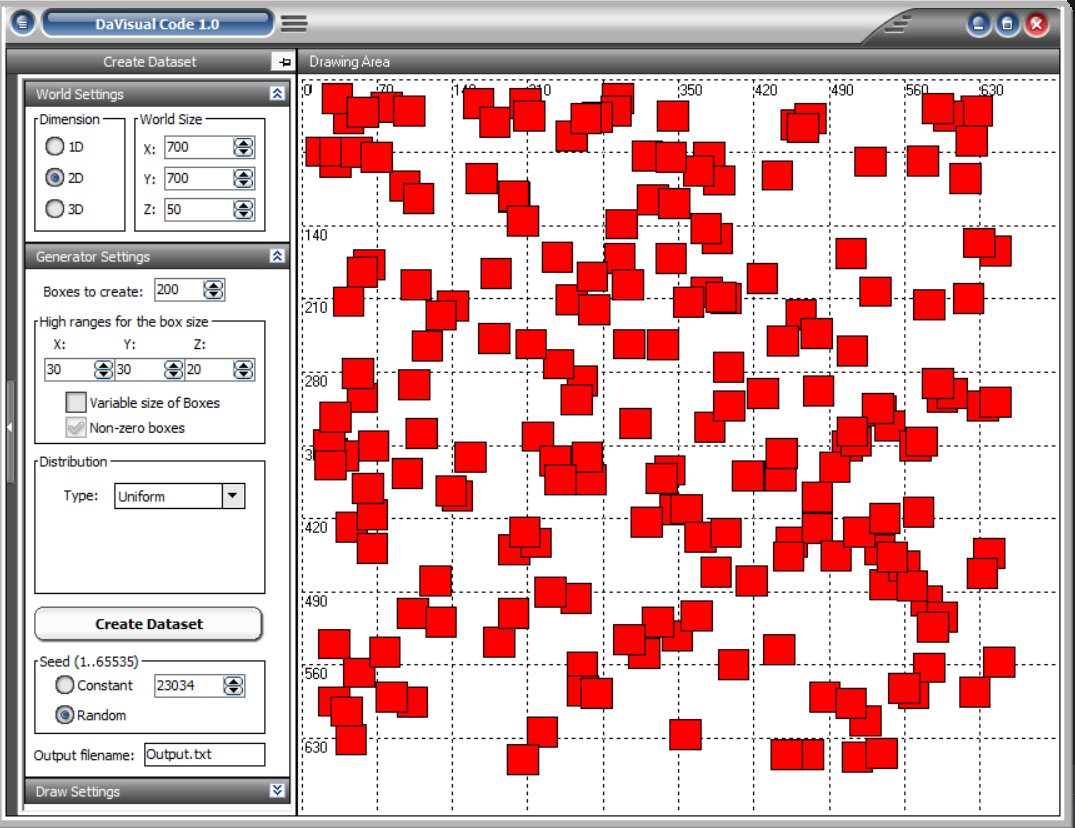 DaVisual Code 1.0
Create Dataset
World Settings
Dimension
1D
2D
3D
World Size
X: 700
Y: 700
Z: 50
Generator Settings
Boxes to create: 200
High ranges for the box size
X: Y: Z:
30 30 20
Variable size of Boxes
Non-zero boxes
Distribution
Type: Uniform
Create Dataset
Seed (1..65535)
Constant 23034
Random
Output filename: Output.txt
Draw Settings
Drawing Area
0 70 140 210 350 420 490 560 630
140
210
280
420
490
560
630